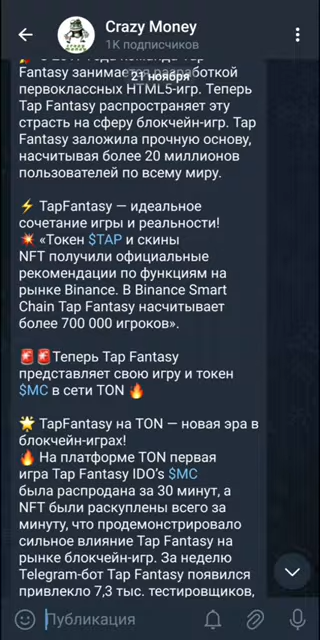 Crazy Money
1K подписчиков
С 2017 года команда Tap
21 ноября
Fantasy занимается разработкой
первоклассных HTML5-игр. Теперь
Tap Fantasy распространяет эту
страсть на сферу блокчейн-игр. Tap
Fantasy заложила прочную основу,
насчитывая более 20 миллионов
пользователей по всему миру.
⚡ TapFantasy — идеальное
сочетание игры и реальности!
💥 «Токен $TAP и скины
NFT получили официальные
рекомендации по функциям на
рынке Binance. В Binance Smart
Chain Tap Fantasy насчитывает
более 700 000 игроков».
🚨🚨Теперь Tap Fantasy
представляет свою игру и токен
$MC в сети TON 🔥
🌟 TapFantasy на TON — новая эра в
блокчейн-играх!
🔥 На платформе TON первая
игра Tap Fantasy IDO’s $MC
была распродана за 30 минут, а
NFT были раскуплены всего за
минуту, что продемонстрировало
сильное влияние Tap Fantasy на
рынке блокчейн-игр. За неделю
Telegram-бот Tap Fantasy появился
привлекло 7,3 тыс. тестировщиков,
Публикация